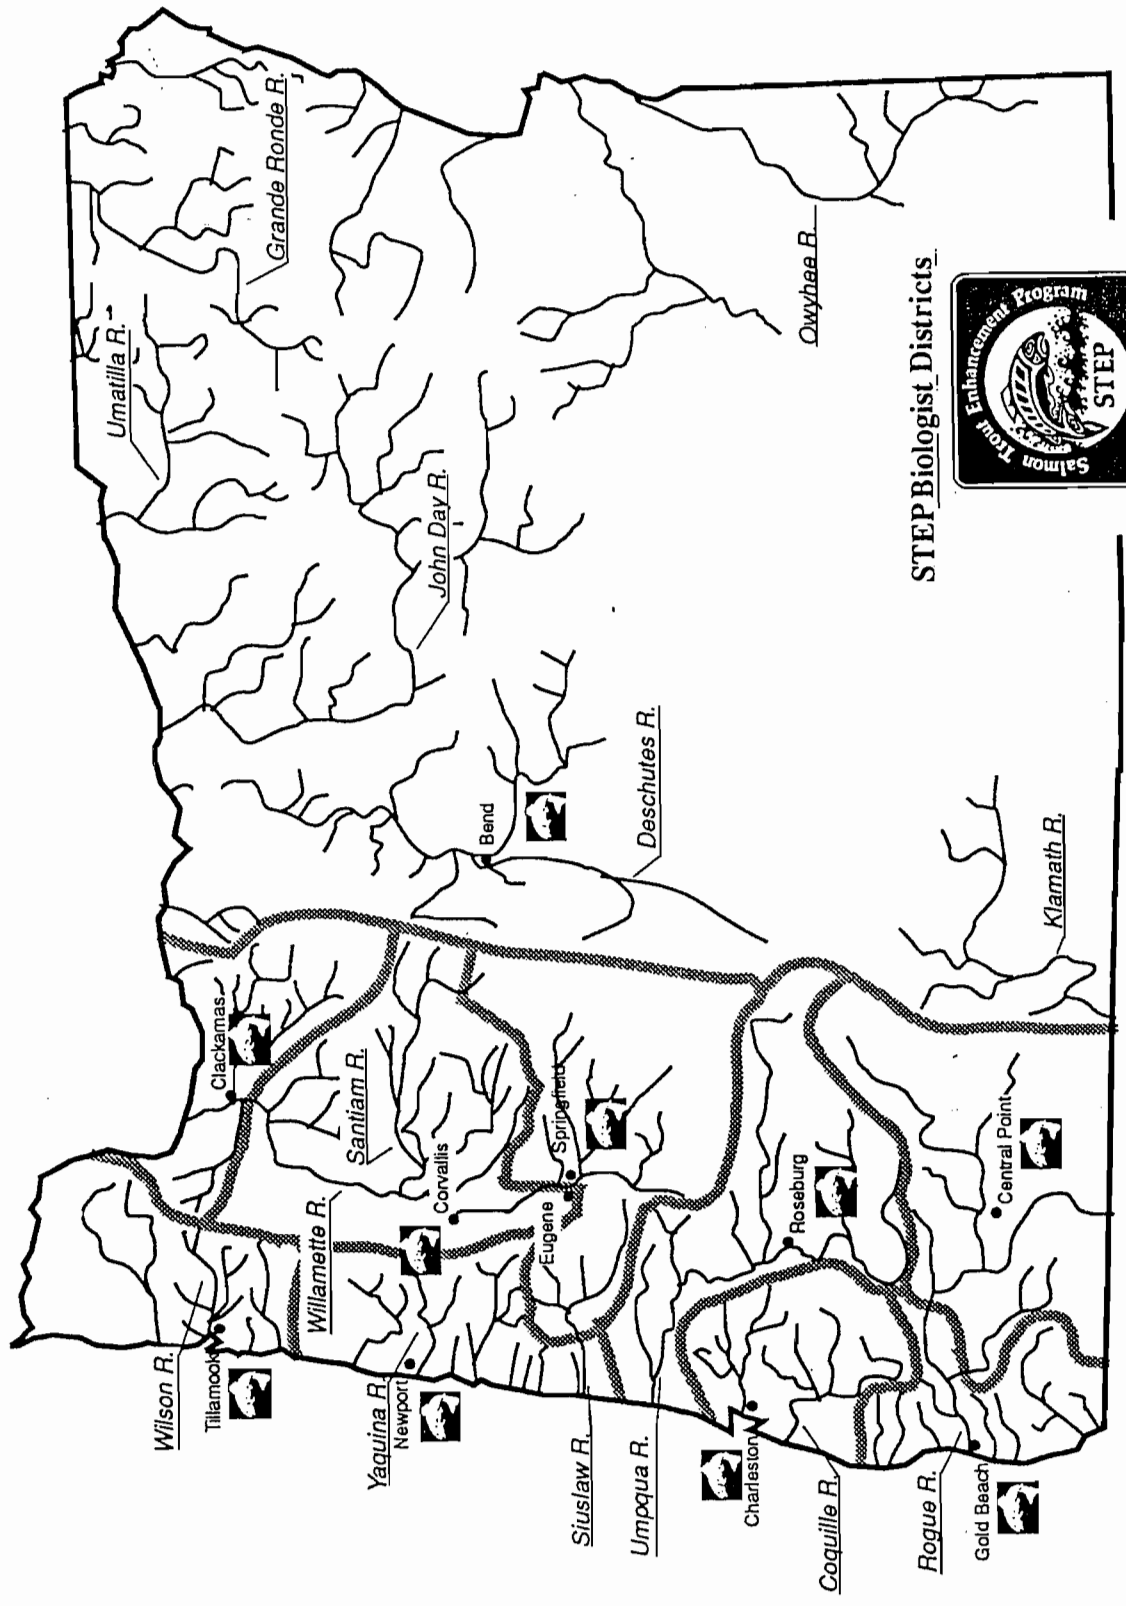 Wilson R.
Tillamook
Yaquina R.
Newport
Siuslaw R.
Umpqua R.
Charleston
Coquille R.
Rogue R.
Gold Beach
Clackamas
Willamette R.
Santiam R.
Corvallis
Eugene
Springfield
Roseburg
Central Point
Bend
Deschutes R.
Klamath R.
John Day R.
Umatilla R.
Grande Ronde R.
Owyhee R.
STEP Biologist Districts
Salmon Trout Enhancement Program
STEP